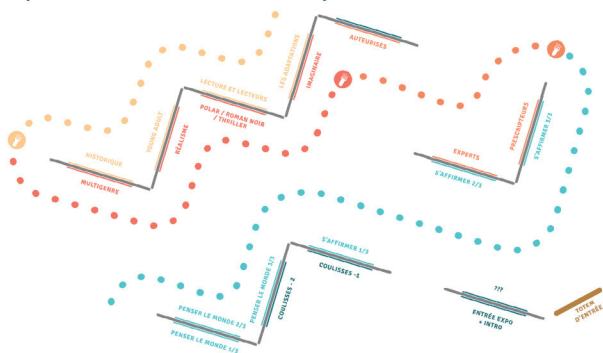 AUTEURISES
LES ADAPTATIONS
IMAGINAIRE
LECTURE ET LECTEURS
POLAR / ROMAN NOIR
/ THRILLER
YOUNG ADULT
RÉALISME
HISTORIQUE
MULTIGENRE
PRESCRIPTEURS
S'AFFIRMER 3/3
EXPERTS
S'AFFIRMER 2/3
S'AFFIRMER 1/3
COULISSES -1
PENSER LE MONDE 3/3
COULISSES - 2
PENSER LE MONDE 2/3
PENSER LE MONDE 1/3
???
ENTRÉE EXPO
+ INTRO
TOTEM
D'ENTRÉE